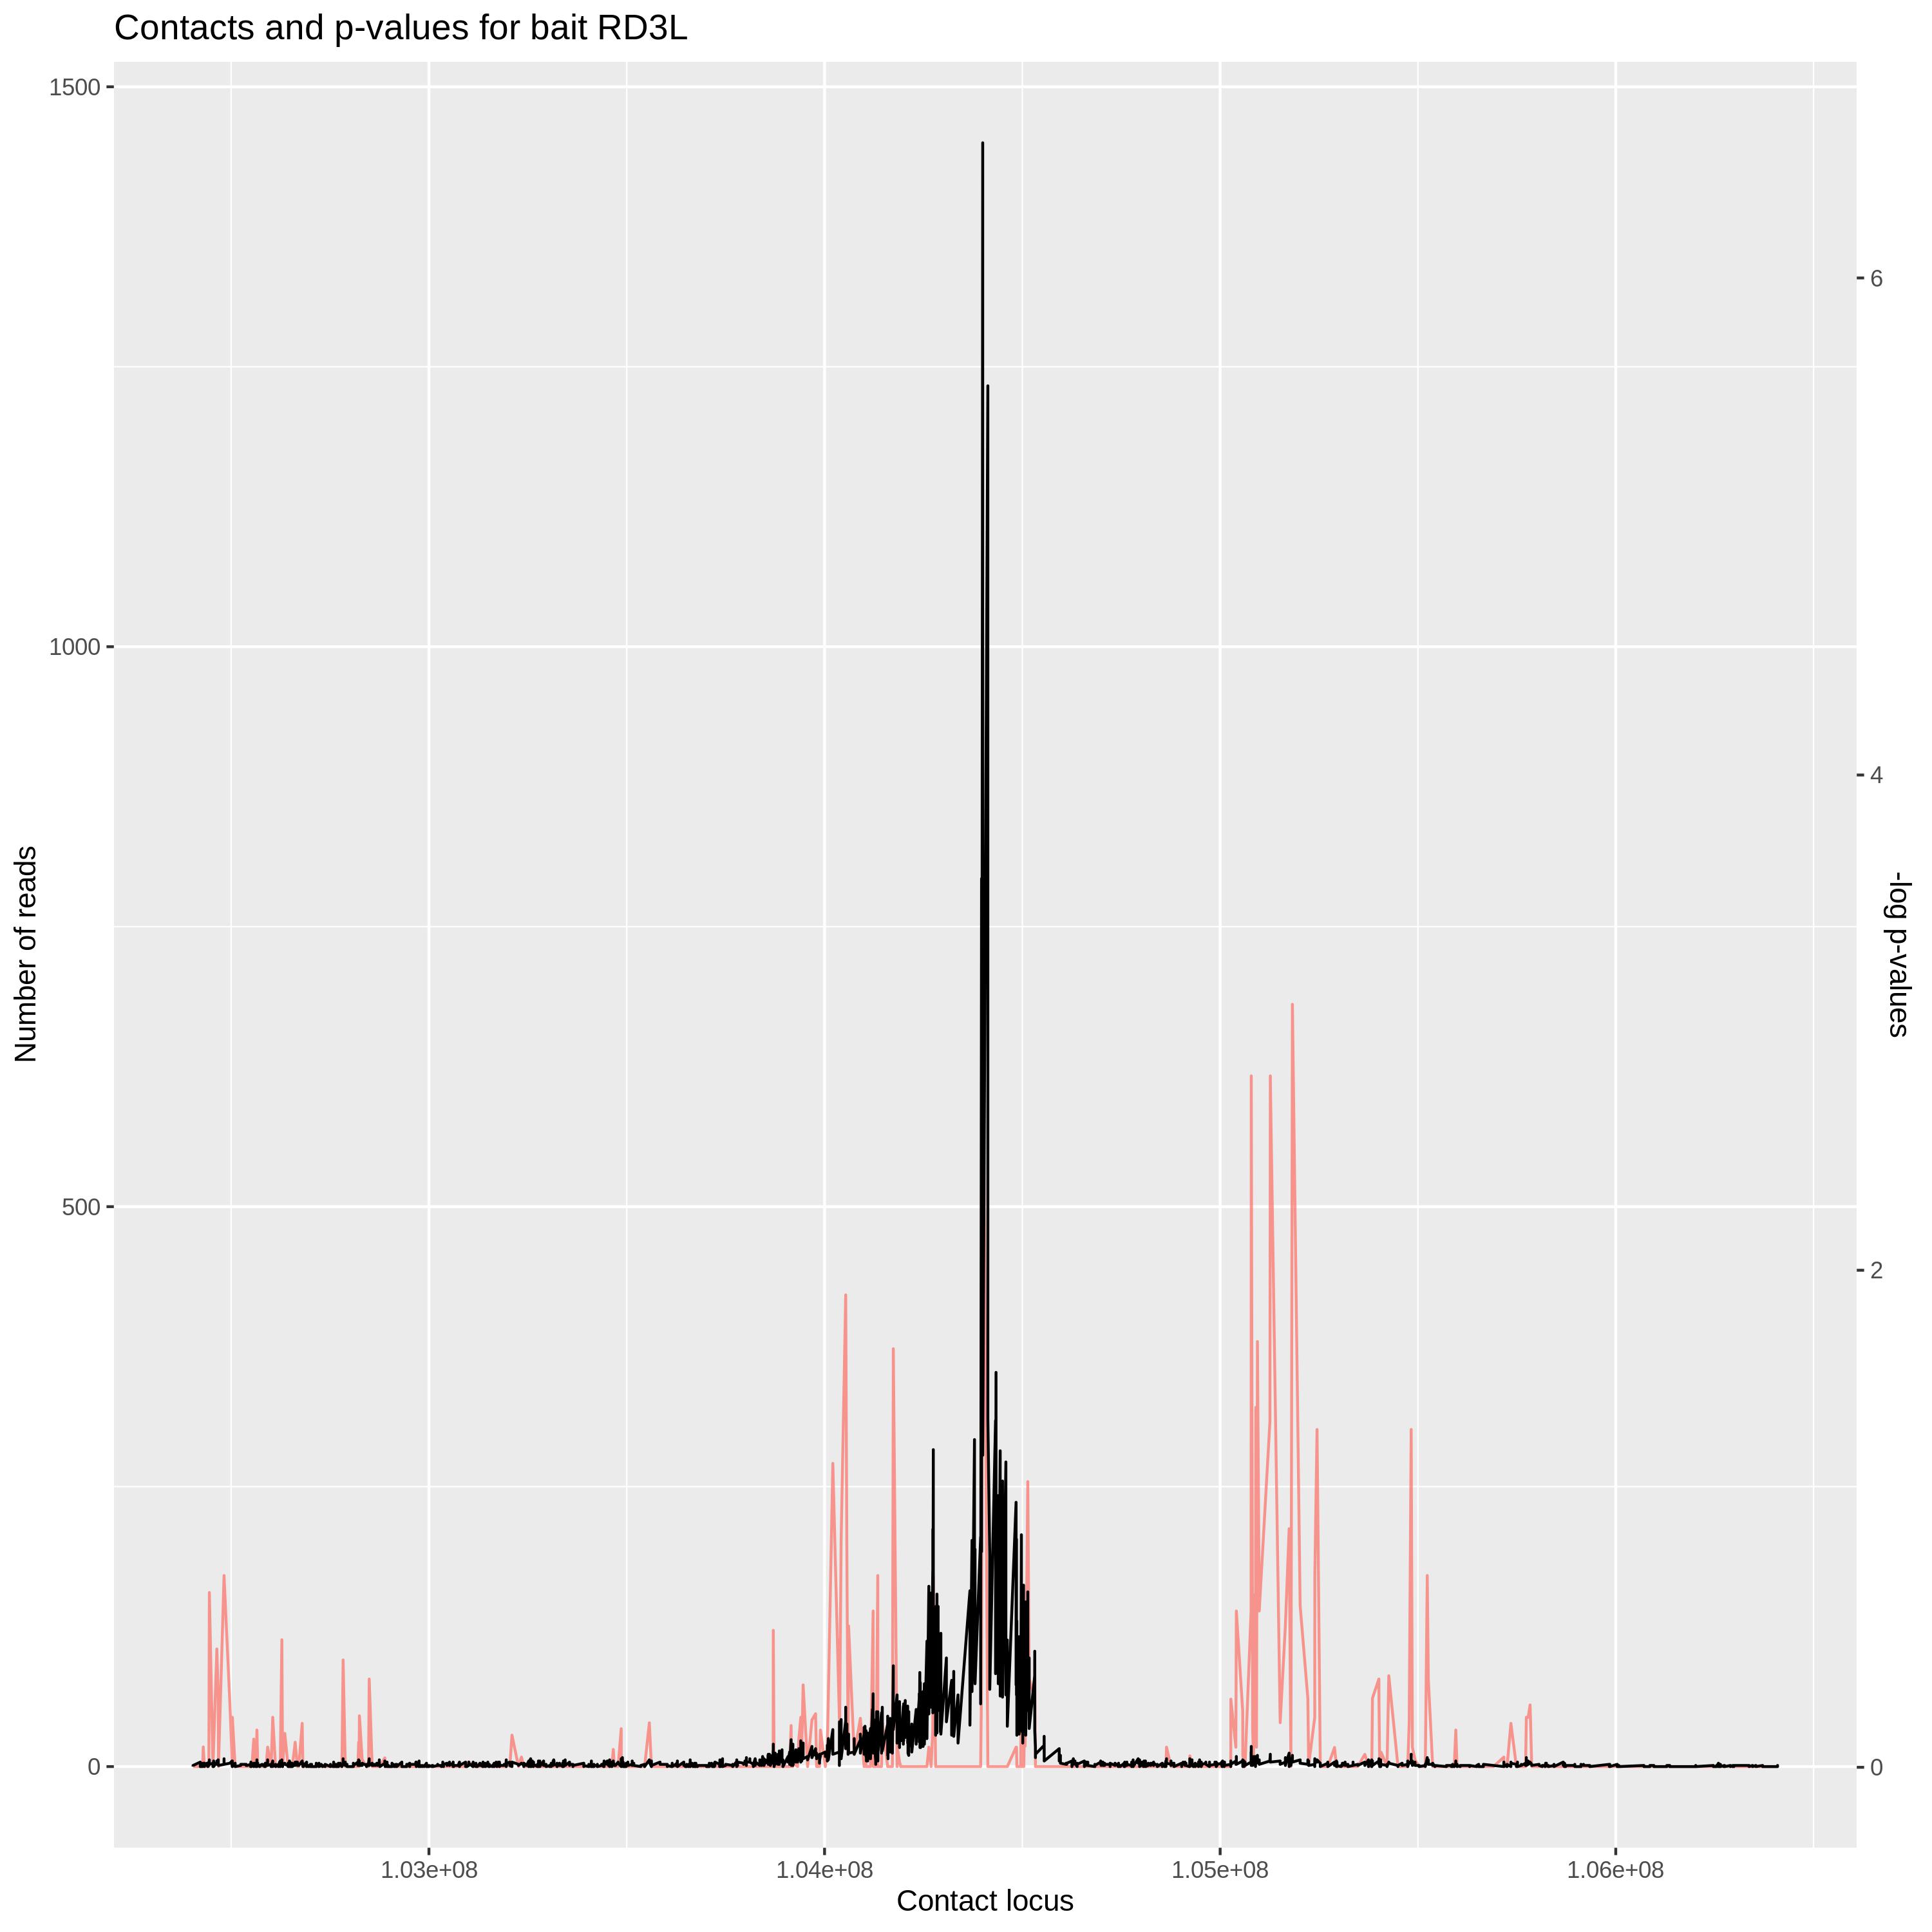 Contacts and p-values for bait RD3L
1500
1000
500
0
Number of reads
6
4
2
0
-log p-values
1.03e+08
1.04e+08
1.05e+08
1.06e+08
Contact locus